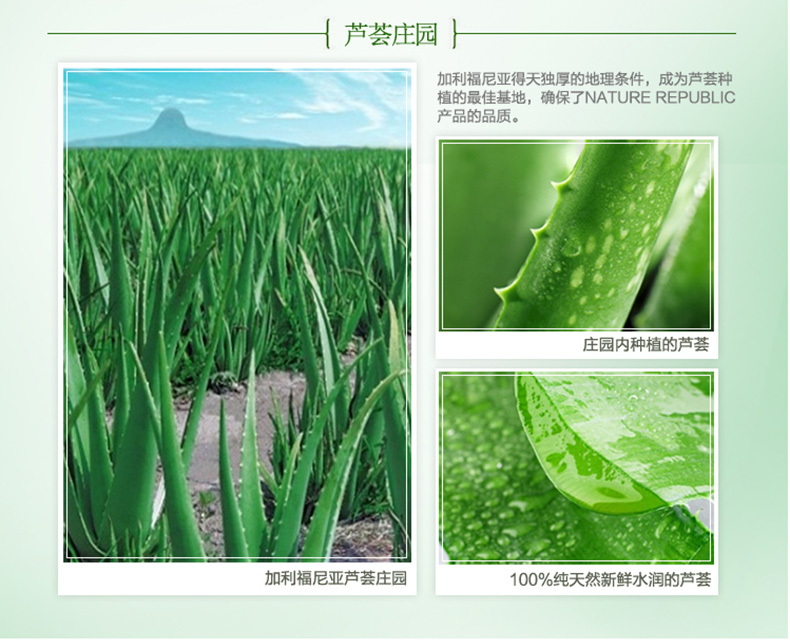 芦荟庄园
加利福尼亚得天独厚的地理条件，成为芦荟种
植的最佳基地，确保了NATURE REPUBLIC
产品的品质。
庄园内种植的芦荟
加利福尼亚芦荟庄园
100%纯天然新鲜水润的芦荟